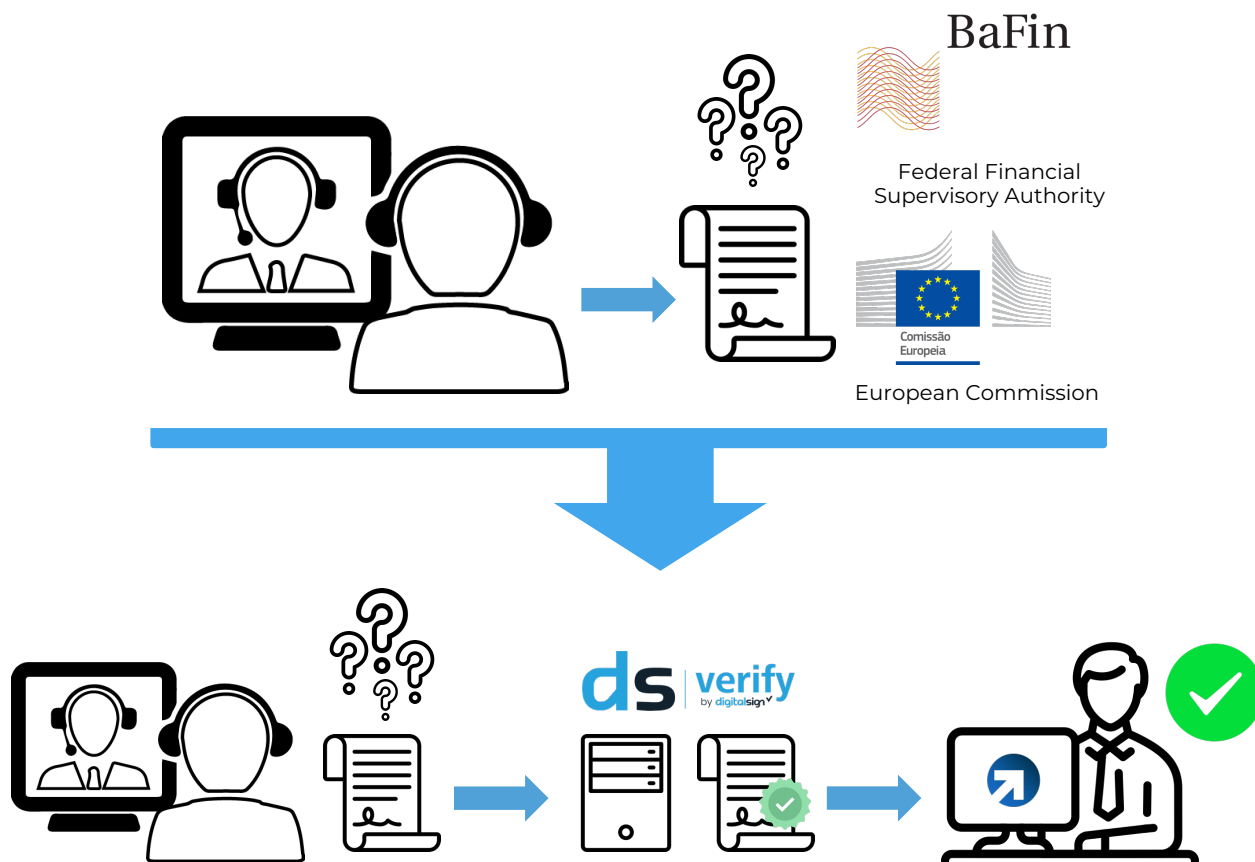 BaFin
Federal Financial
Supervisory Authority
Comissão
Europeia
European Commission
ds verify
by digitalsign